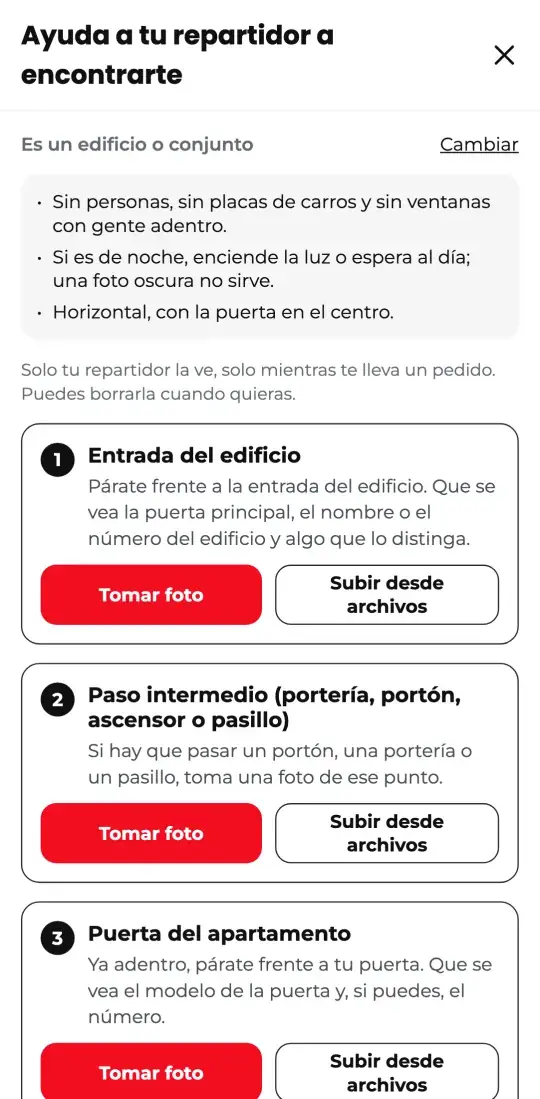 Ayuda a tu repartidor a
encontrarte
Es un edificio o conjunto
Cambiar
• Sin personas, sin placas de carros y sin ventanas
con gente adentro.
• Si es de noche, enciende la luz o espera al día;
una foto oscura no sirve.
• Horizontal, con la puerta en el centro.
Solo tu repartidor la ve, solo mientras te lleva un pedido.
Puedes borrarla cuando quieras.
1
Entrada del edificio
Párate frente a la entrada del edificio. Que se
vea la puerta principal, el nombre o el
número del edificio y algo que lo distinga.
Tomar foto
Subir desde
archivos
2
Paso intermedio (portería, portón,
ascensor o pasillo)
Si hay que pasar un portón, una portería o
un pasillo, toma una foto de ese punto.
Tomar foto
Subir desde
archivos
3
Puerta del apartamento
Ya adentro, párate frente a tu puerta. Que se
vea el modelo de la puerta y, si puedes, el
número.
Tomar foto
Subir desde
archivos